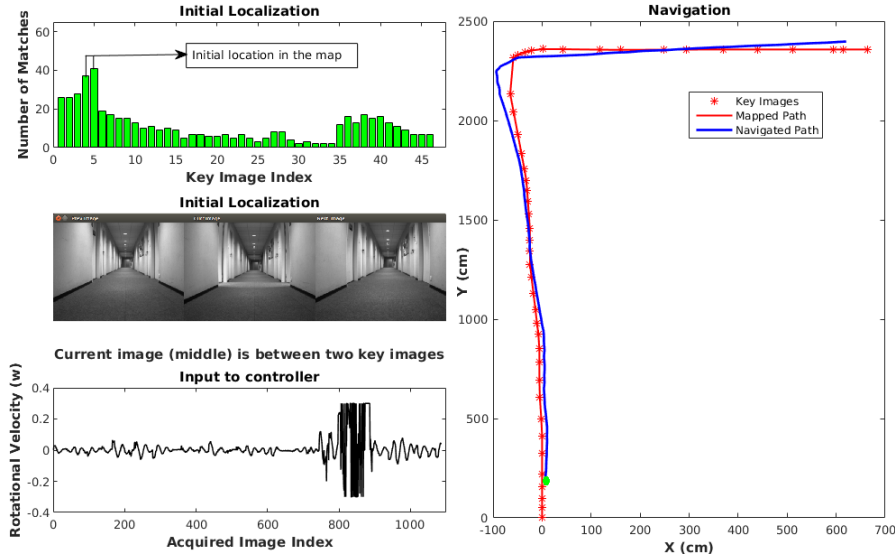 Initial Localization
Number of Matches
60
40
20
0
Initial location in the map
0 5 10 15 20 25 30 35 40 45
Key Image Index
Initial Localization
Current image (middle) is between two key images
Input to controller
Rotational Velocity (w)
0.4
0.2
0
-0.2
-0.4
0 200 400 600 800 1000
Acquired Image Index
Navigation
Y (cm)
2500
2000
1500
1000
500
0
Key Images
Mapped Path
Navigated Path
-100 0 100 200 300 400 500 600 700
X (cm)